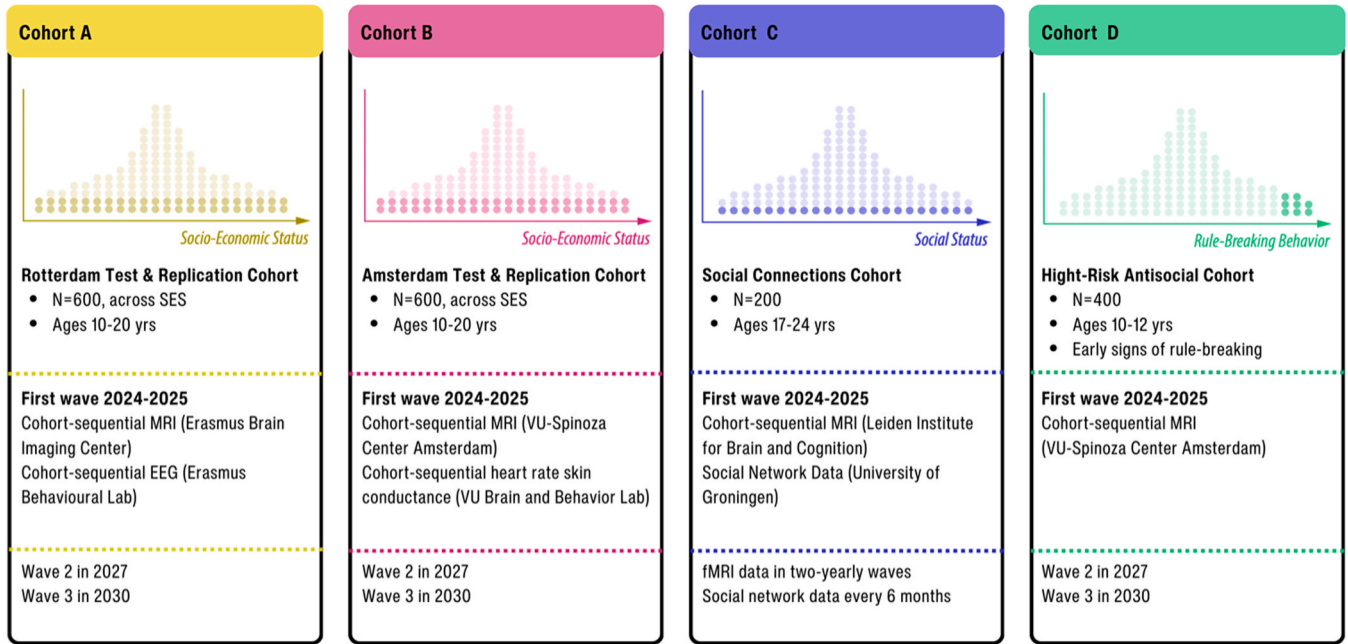 Cohort A
Socio-Economic Status
Rotterdam Test & Replication Cohort
• N=600, across SES
• Ages 10-20 yrs
First wave 2024-2025
Cohort-sequential MRI (Erasmus Brain
Imaging Center)
Cohort-sequential EEG (Erasmus
Behavioural Lab)
Wave 2 in 2027
Wave 3 in 2030
Cohort B
Socio-Economic Status
Amsterdam Test & Replication Cohort
• N=600, across SES
• Ages 10-20 yrs
First wave 2024-2025
Cohort-sequential MRI (VU-Spinoza
Center Amsterdam)
Cohort-sequential heart rate skin
conductance (VU Brain and Behavior Lab)
Wave 2 in 2027
Wave 3 in 2030
Cohort C
Social Status
Social Connections Cohort
• N=200
• Ages 17-24 yrs
First wave 2024-2025
Cohort-sequential MRI (Leiden Institute
for Brain and Cognition)
Social Network Data (University of
Groningen)
fMRI data in two-yearly waves
Social network data every 6 months
Cohort D
Rule-Breaking Behavior
Hight-Risk Antisocial Cohort
• N=400
• Ages 10-12 yrs
• Early signs of rule-breaking
First wave 2024-2025
Cohort-sequential MRI
(VU-Spinoza Center Amsterdam)
Wave 2 in 2027
Wave 3 in 2030